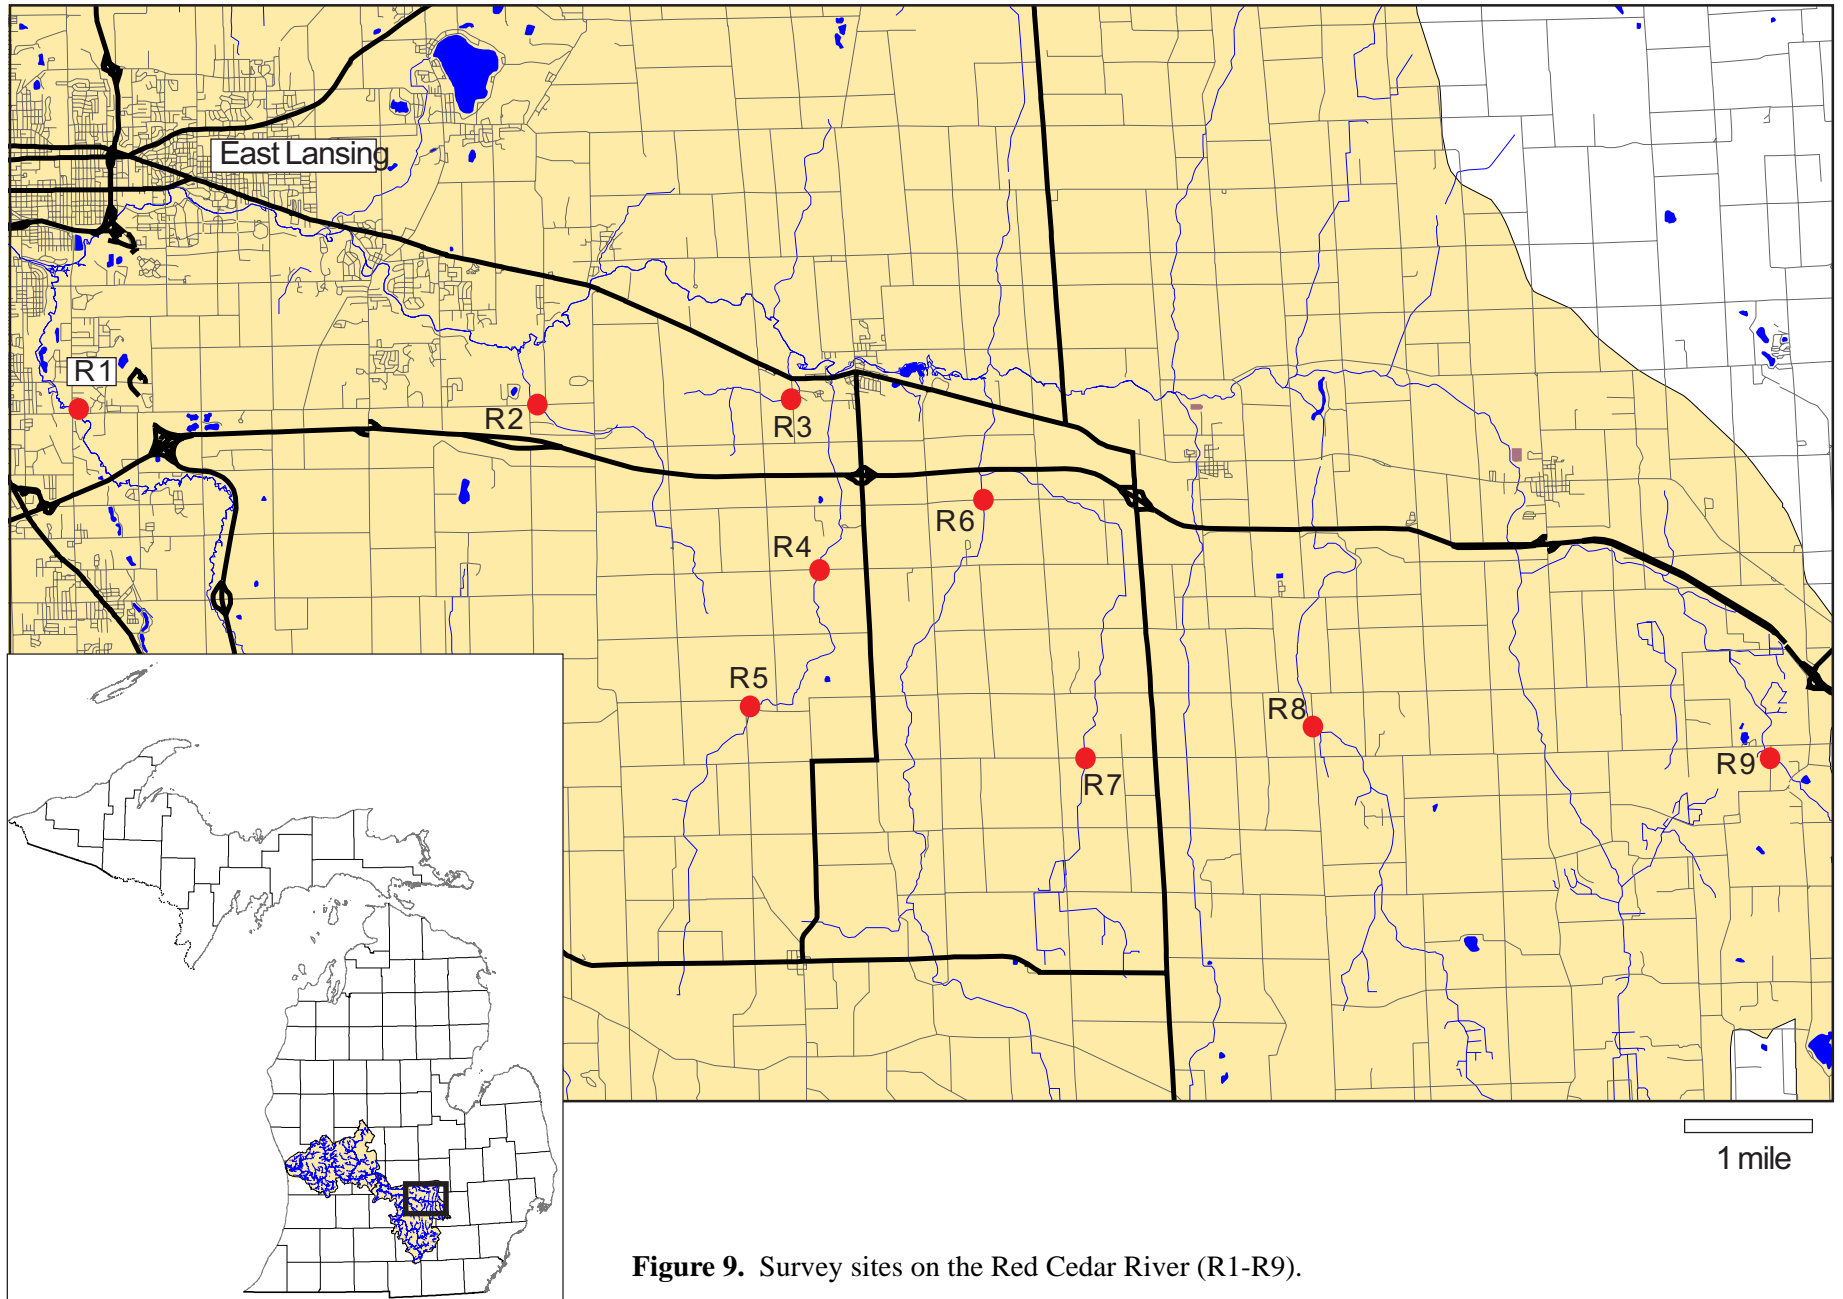 East Lansing
R1
R2
R3
R4
R5
R6
R7
R8
R9
1 mile
Figure 9. Survey sites on the Red Cedar River (R1-R9).